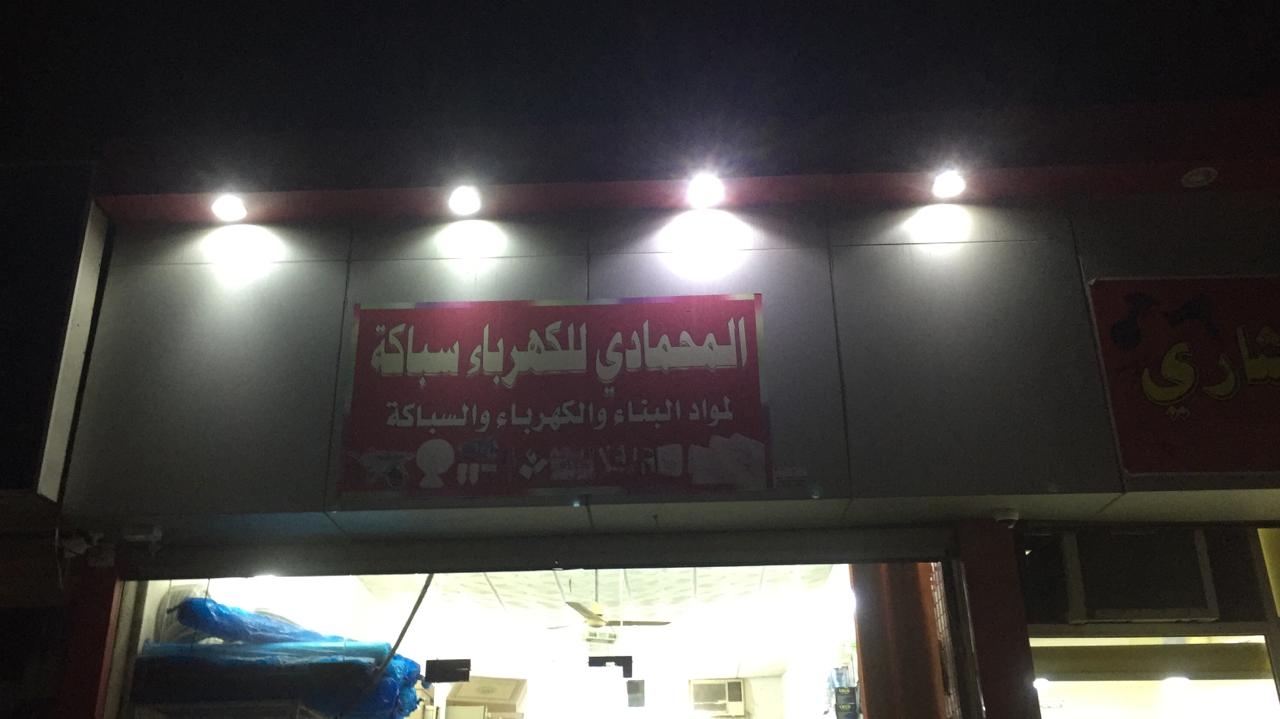 المحمادي للكهرباء سباكة
لمواد البناء والكهرباء والسباكة